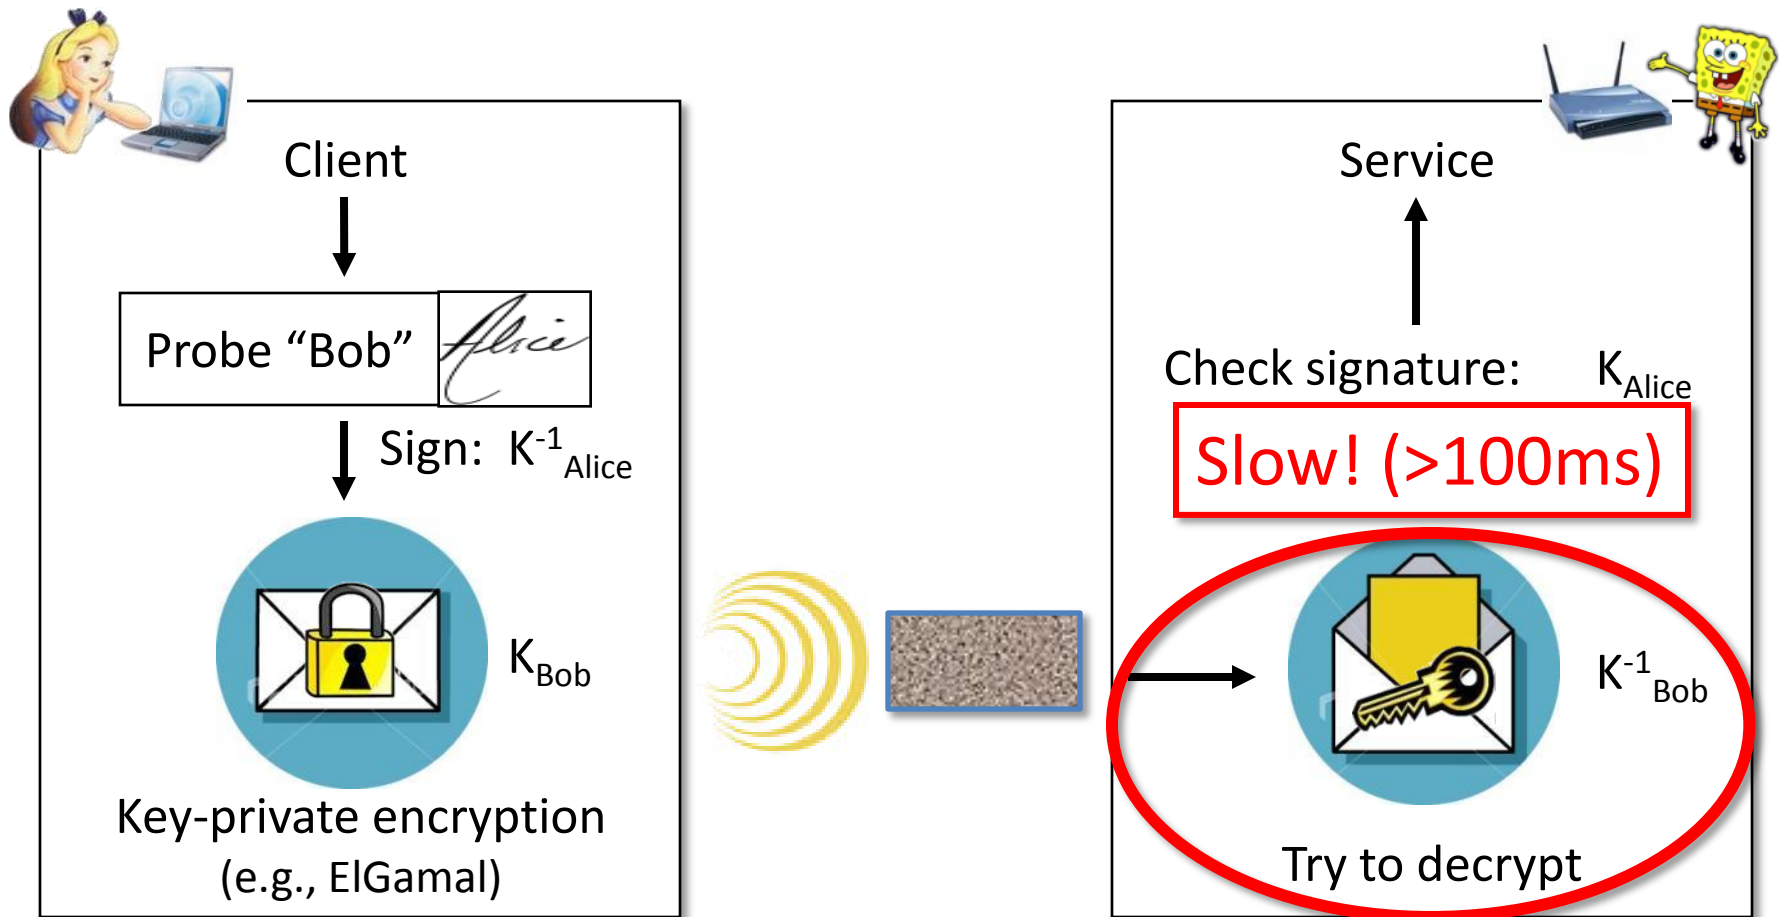 Client
Probe “Bob”
Alice
Sign: K-1Alice
KBob
Key-private encryption
(e.g., ElGamal)
Service
Check signature: KAlice
Slow! (>100ms)
K-1Bob
Try to decrypt